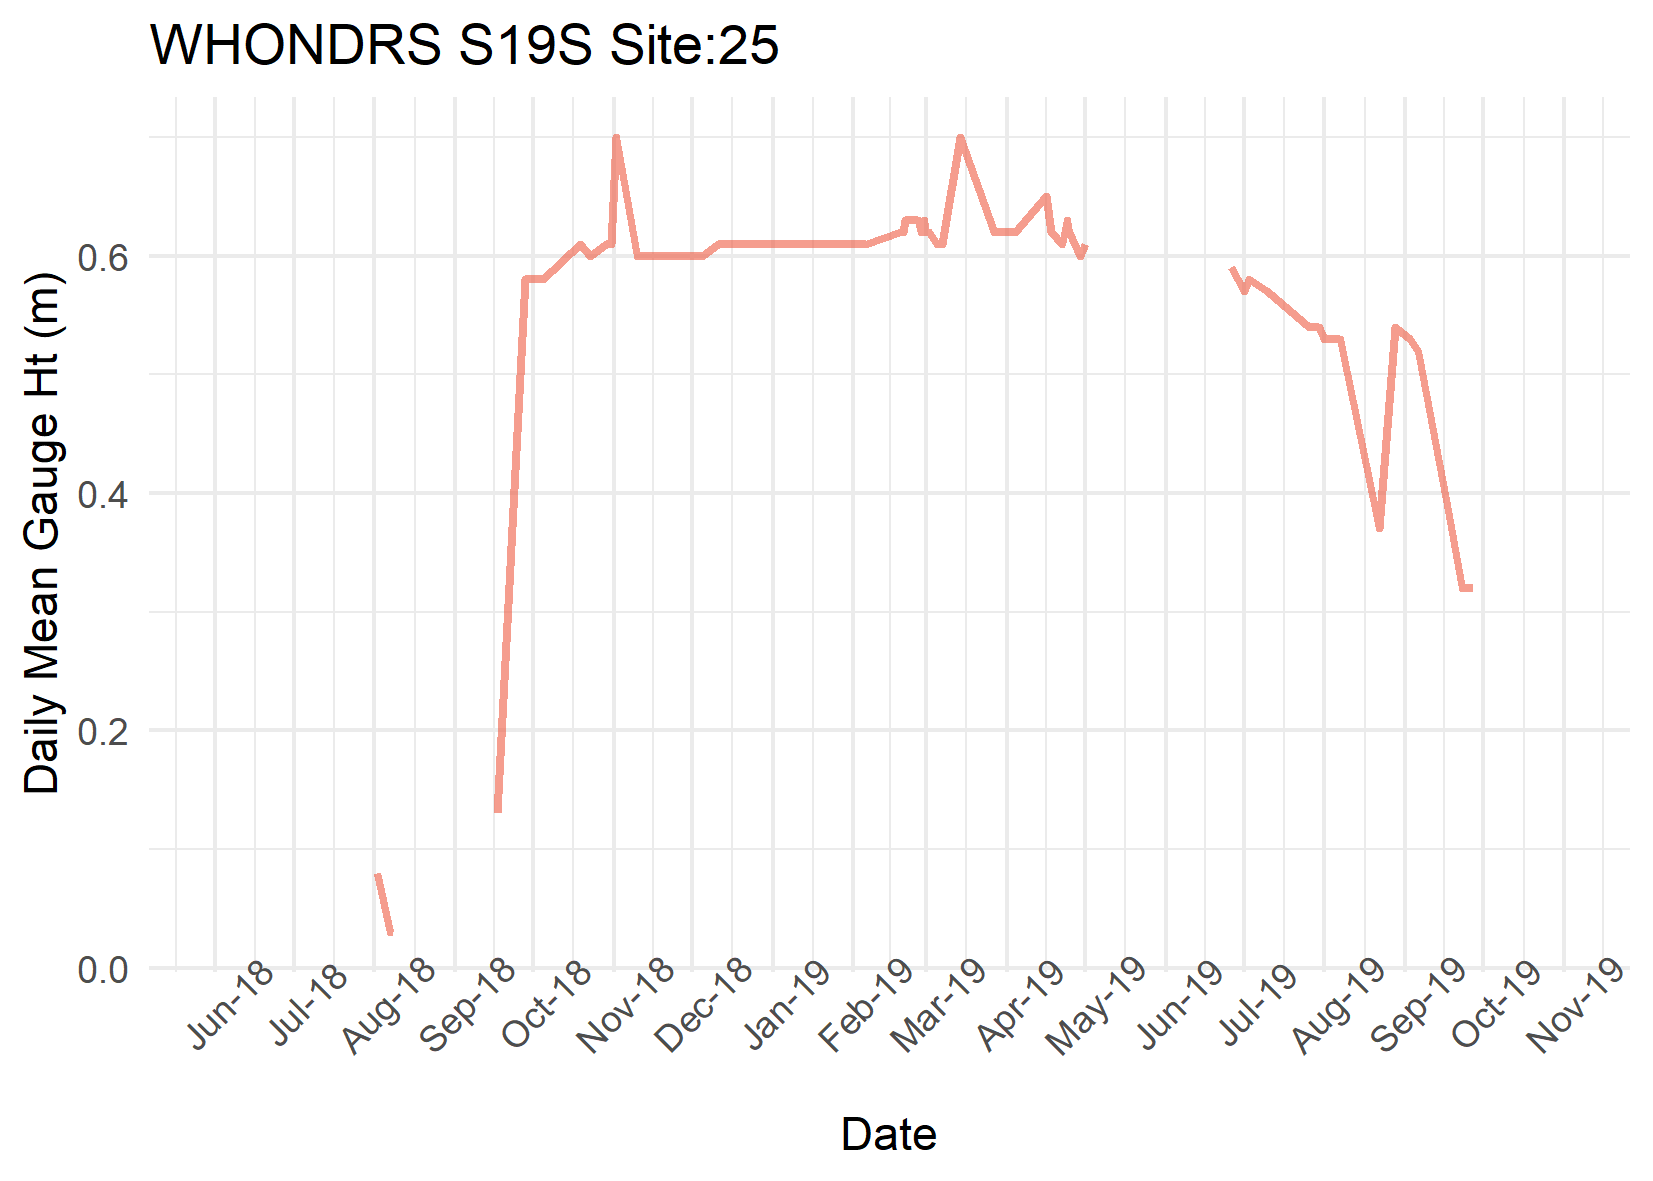 WHONDRS S19S Site:25
Daily Mean Gauge Ht (m)
0.6
0.4
0.2
0.0
Jun-18
Jul-18
Aug-18
Sep-18
Oct-18
Nov-18
Dec-18
Jan-19
Feb-19
Mar-19
Apr-19
May-19
Jun-19
Jul-19
Aug-19
Sep-19
Oct-19
Nov-19
Date